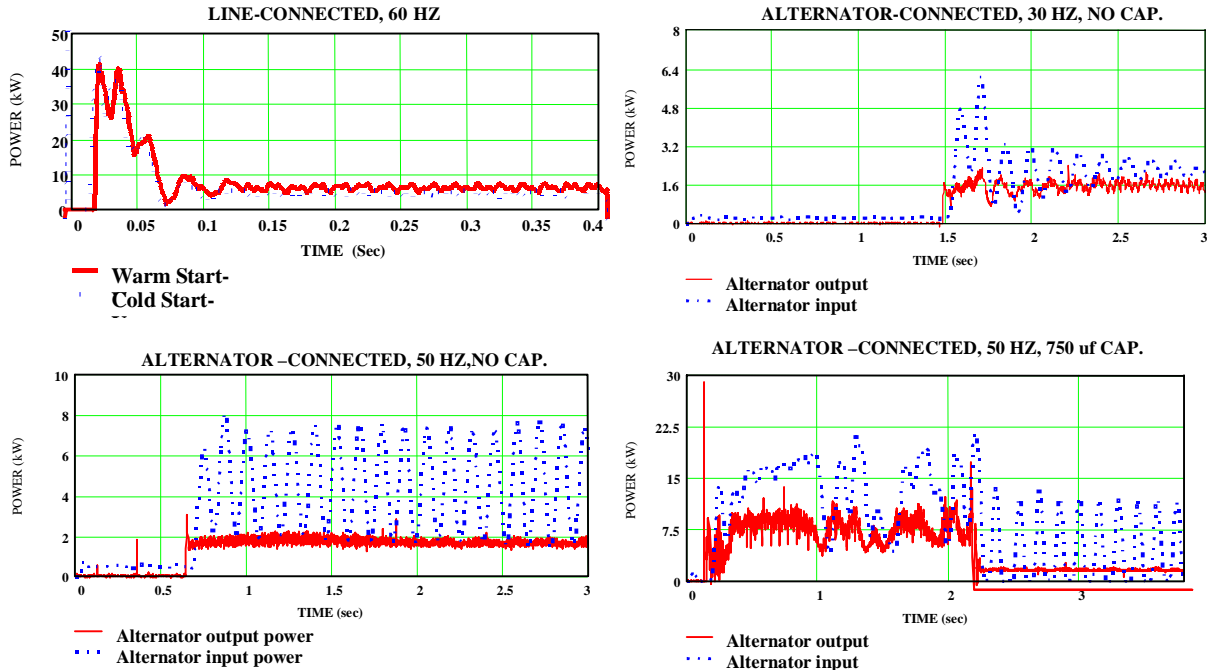 LINE-CONNECTED, 60 HZ
POWER (kW)
50
40
30
20
10
0
0
0.05
0.1
0.15
0.2
0.25
0.3
0.35
0.4
TIME (Sec)
Warm Start-
Cold Start-
ALTERNATOR-CONNECTED, 30 HZ, NO CAP.
POWER (kW)
8
6.4
4.8
3.2
1.6
0
0
0.5
1
1.5
2
2.5
3
TIME (sec)
Alternator output
Alternator input
ALTERNATOR –CONNECTED, 50 HZ,NO CAP.
POWER (kW)
10
8
6
4
2
0
0
0.5
1
1.5
2
2.5
3
TIME (sec)
Alternator output power
Alternator input power
ALTERNATOR –CONNECTED, 50 HZ, 750 uf CAP.
POWER (kW)
30
22.5
15
7.5
0
0
1
2
3
TIME (sec)
Alternator output
Alternator input